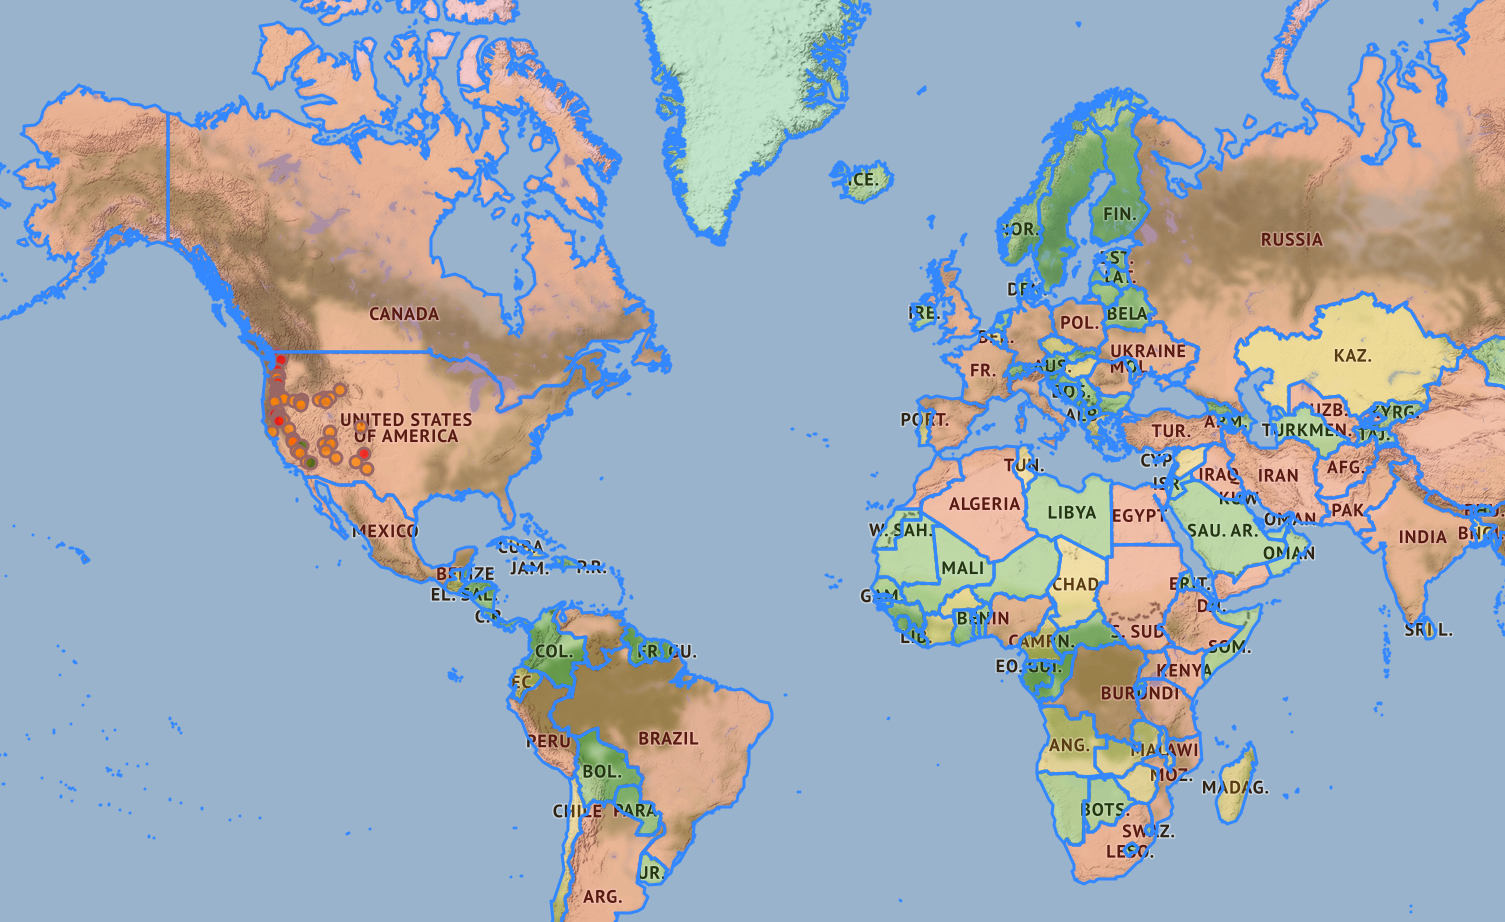 ICE.
FIN.
RUSSIA
EST.
LAT.
IRE.
BELA
CANADA
POL.
UKRAINE
KAZ.
FR.
AUS.
MOL.
BOS.
UZB.
KYRG.
PORT.
ALB.
ARM.
UNITED STATES
OF AMERICA
TUR.
TURKMEN.
TAJ.
CYP.
TUN.
IRAQ
IRAN
AFG.
ISR.
KUW.
ALGERIA
LIBYA
EGYPT
PAK.
MEXICO
W. SAH.
SAU. AR.
OMAN
INDIA
BHU.
CUBA
OMAN
JAM.
P.R.
MALI
BELIZE
CHAD
ERIT.
EL. SAL.
GAM.
DJI.
C.R.
BENIN
LIB.
S. SUD
SRI L.
COL.
FR. GU.
CAMRN.
SOM.
EQ. GUI.
KENYA
EC.
BURUNDI
PERU
BRAZIL
ANG.
MALAWI
BOL.
MOZ.
MADAG.
CHILE
PARA.
BOTS.
SWAZ.
LESO.
UR.
ARG.